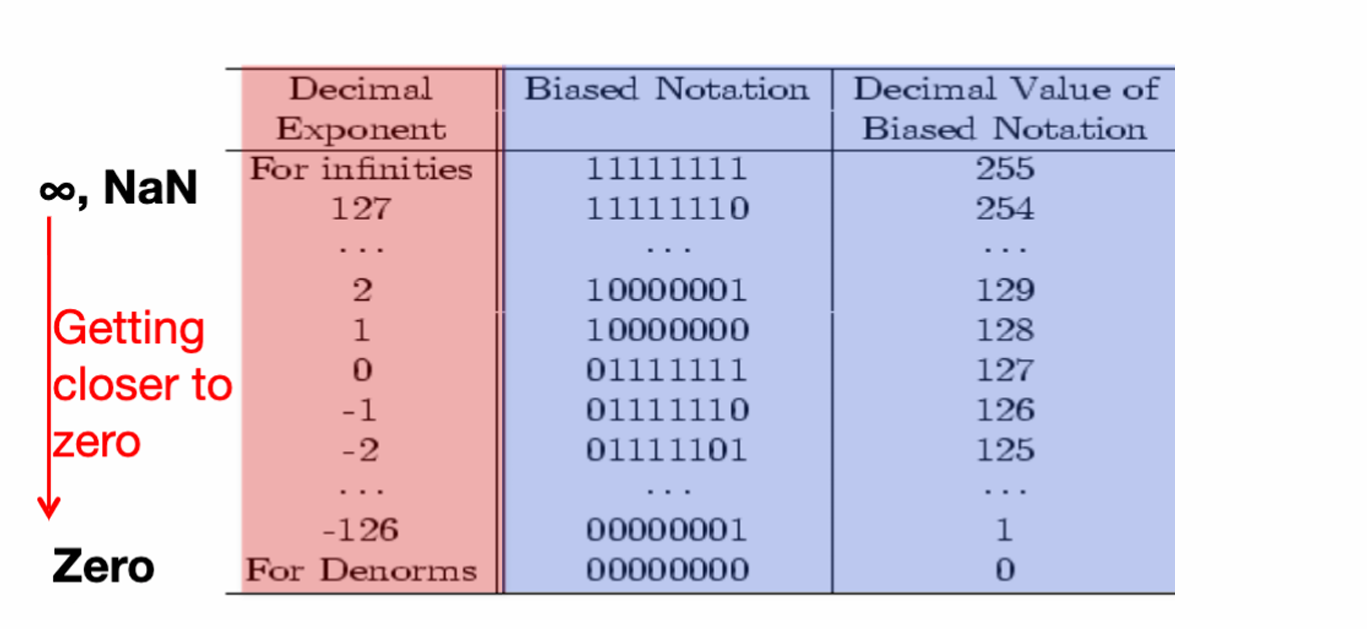 Decimal Exponent | Biased Notation | Decimal Value of Biased Notation
∞, NaN
For infinities | 11111111 | 255
127 | 11111110 | 254
... | ... | ...
2 | 10000001 | 129
Getting closer to zero
1 | 10000000 | 128
0 | 01111111 | 127
-1 | 01111110 | 126
-2 | 01111101 | 125
... | ... | ...
-126 | 00000001 | 1
Zero
For Denorms | 00000000 | 0